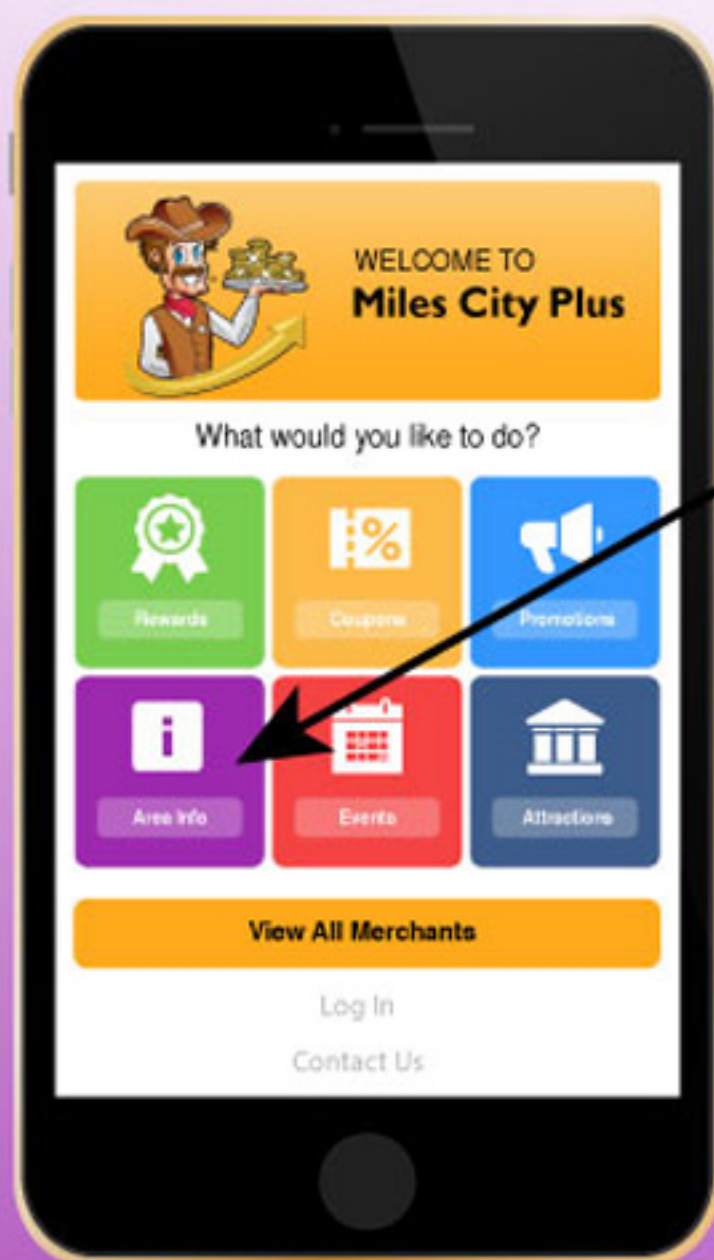 WELCOME TO
Miles City Plus
What would you like to do?
Rewards
Coupons
Promotions
Area Info
Events
Attractions
View All Merchants
Log In
Contact Us